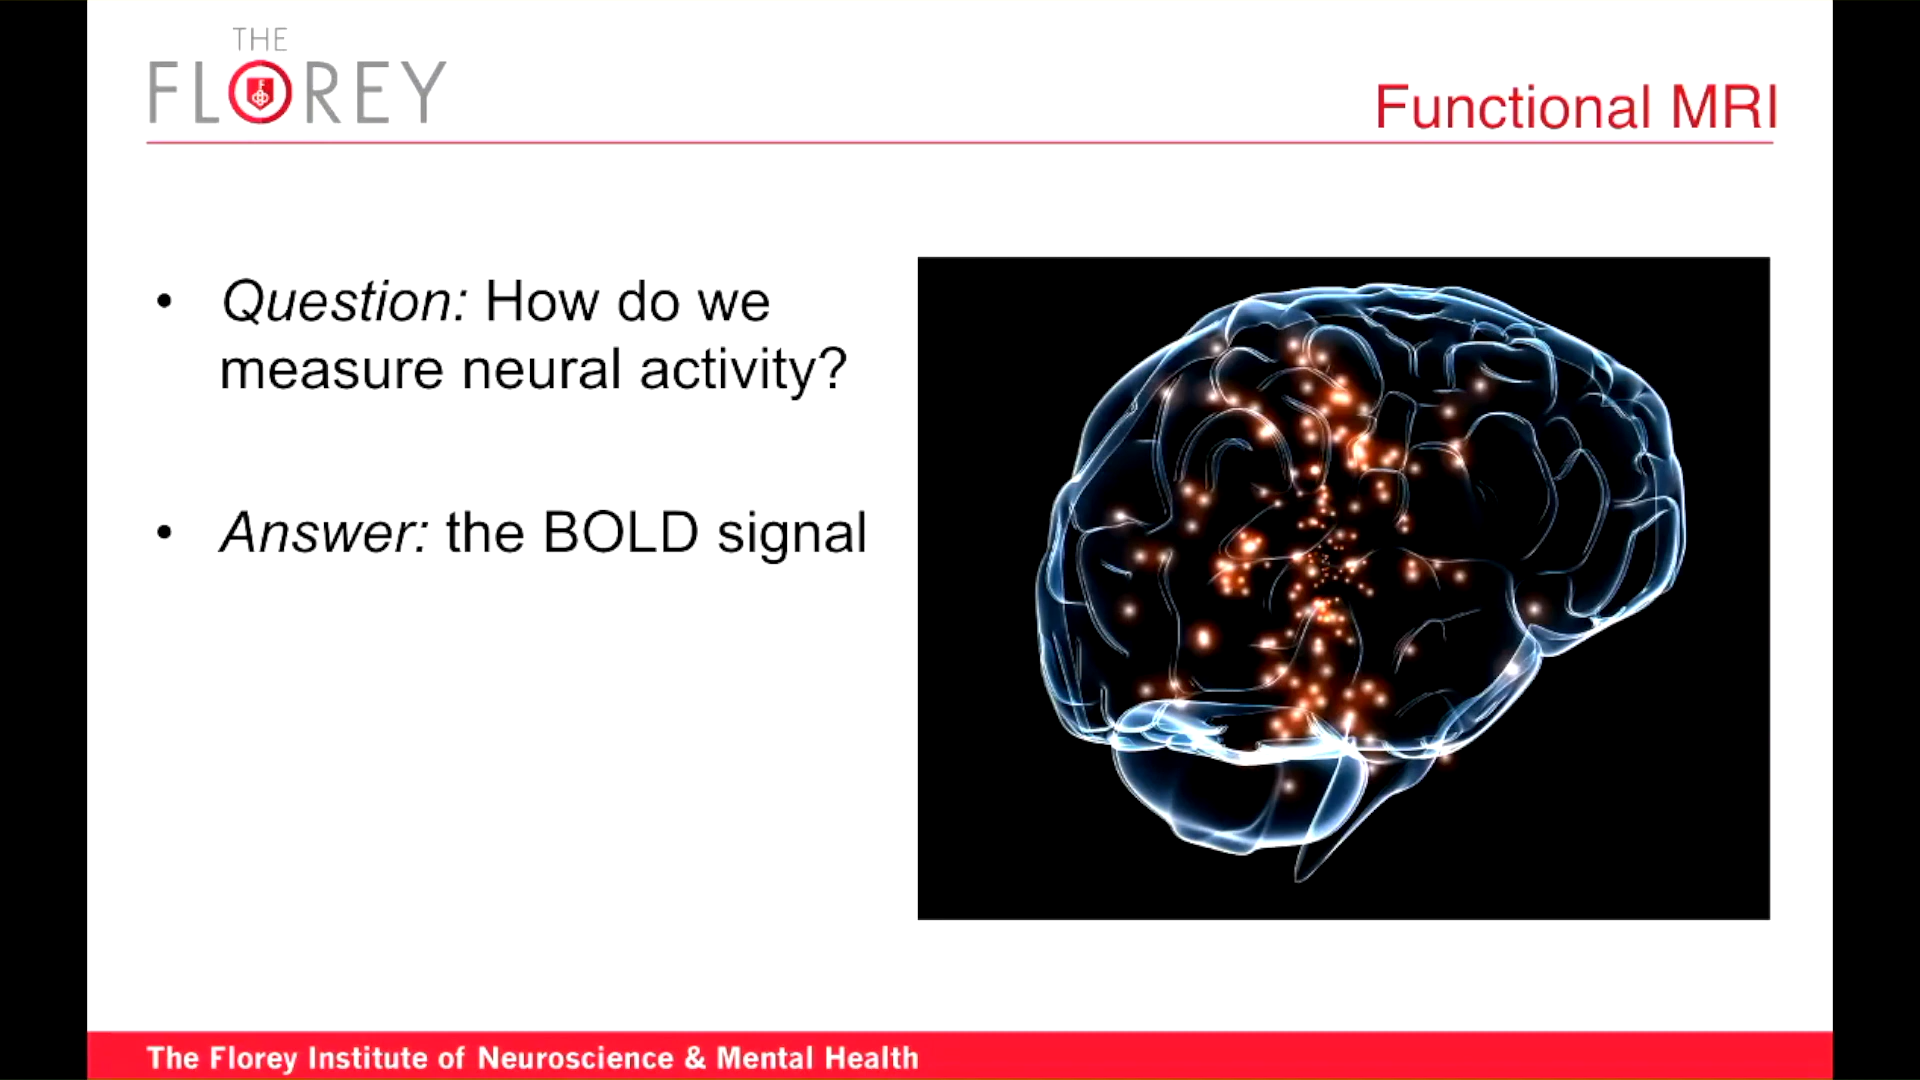 THE
FLOREY
Functional MRI
• Question: How do we
measure neural activity?
• Answer: the BOLD signal
The Florey Institute of Neuroscience & Mental Health